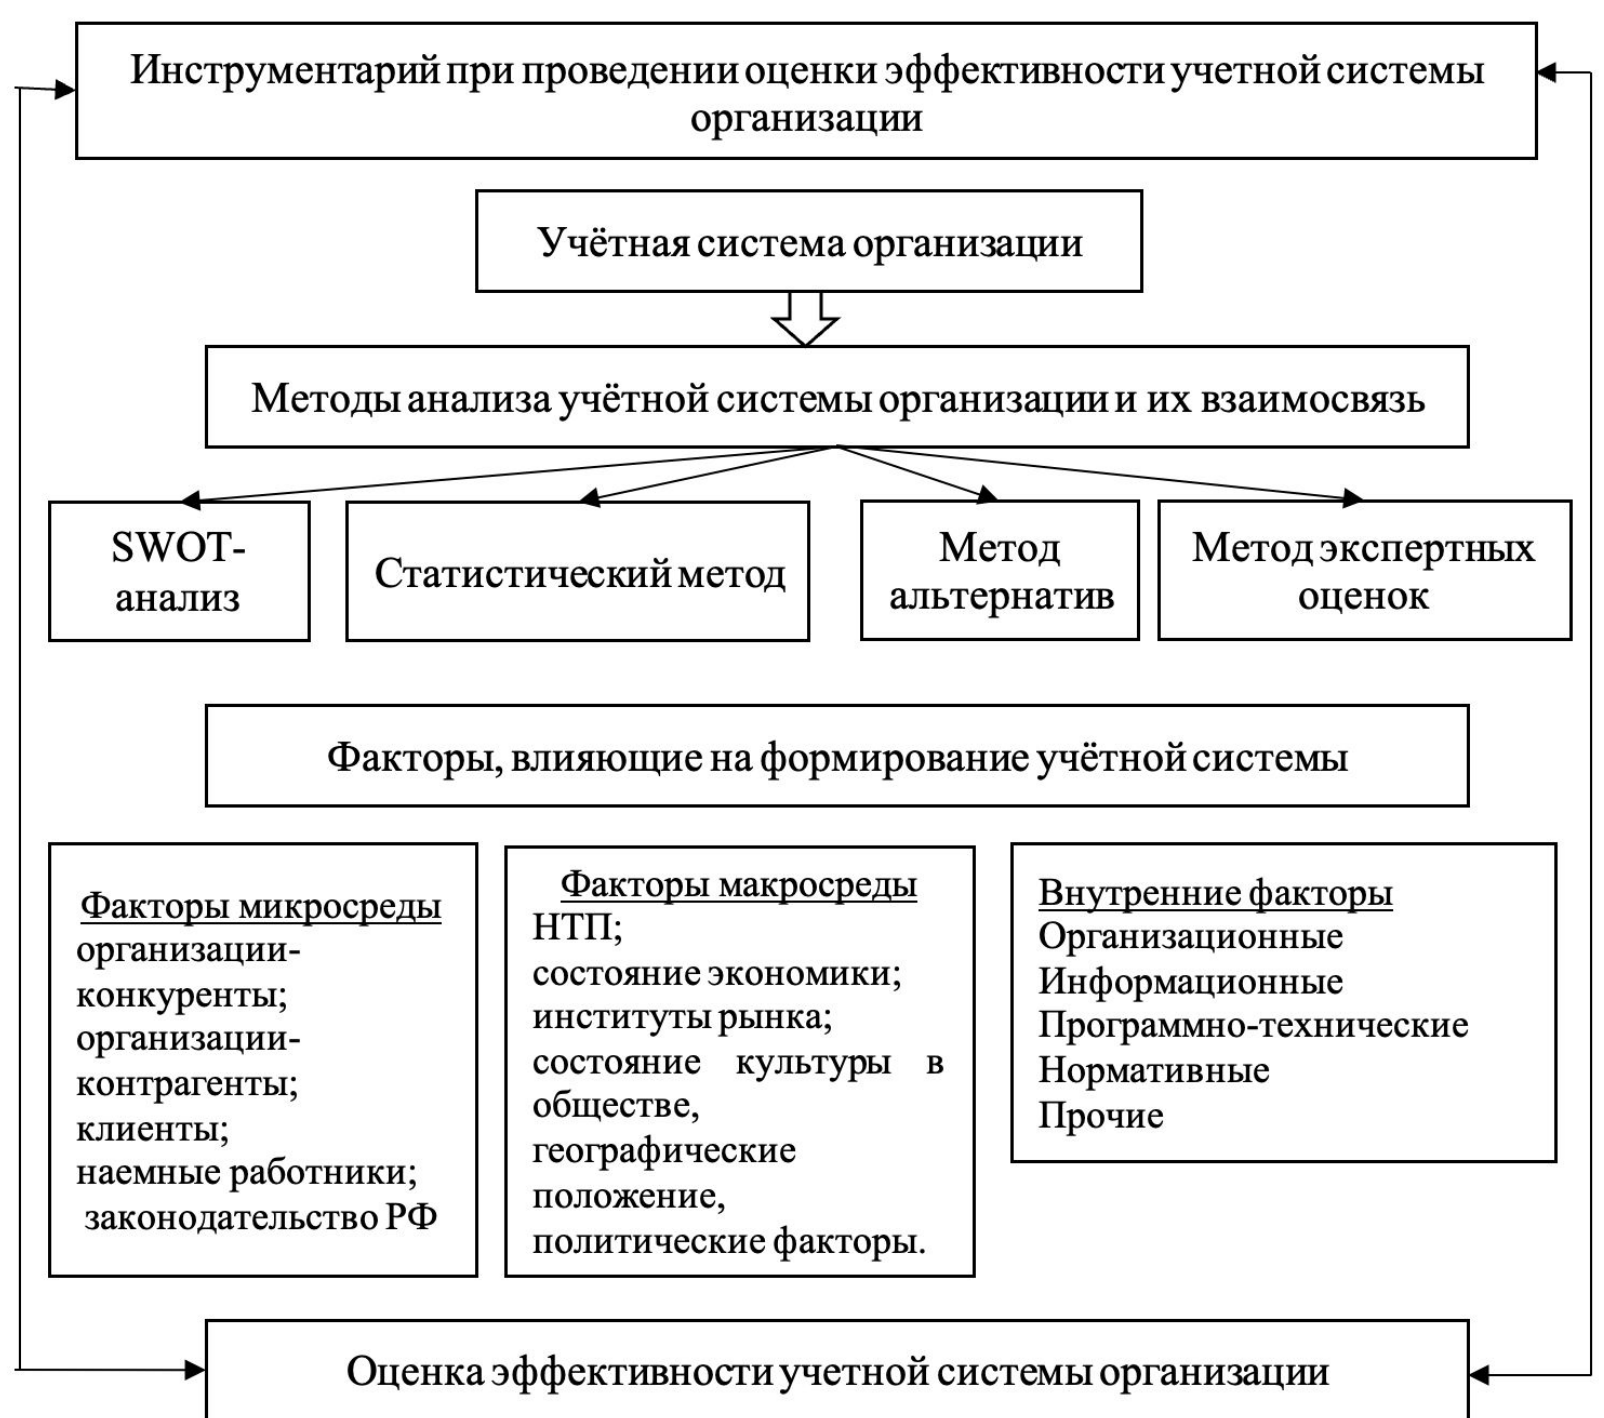 Инструментарий при проведении оценки эффективности учетной системы
организации
Учётная система организации
Методы анализа учётной системы организации и их взаимосвязь
SWOT-
анализ
Статистический метод
Метод
альтернатив
Метод экспертных
оценок
Факторы, влияющие на формирование учётной системы
Факторы микросреды
организации-
конкуренты;
организации-
контрагенты;
клиенты;
наемные работники;
законодательство РФ
Факторы макросреды
НТП;
состояние экономики;
институты рынка;
состояние культуры в
обществе,
географические
положение,
политические факторы.
Внутренние факторы
Организационные
Информационные
Программно-технические
Нормативные
Прочие
Оценка эффективности учетной системы организации